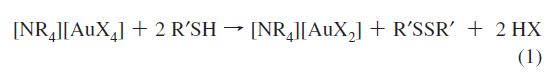 [NR₄][AuX₄] + 2 R′SH → [NR₄][AuX₂] + R′SSR′ + 2 HX
(1)